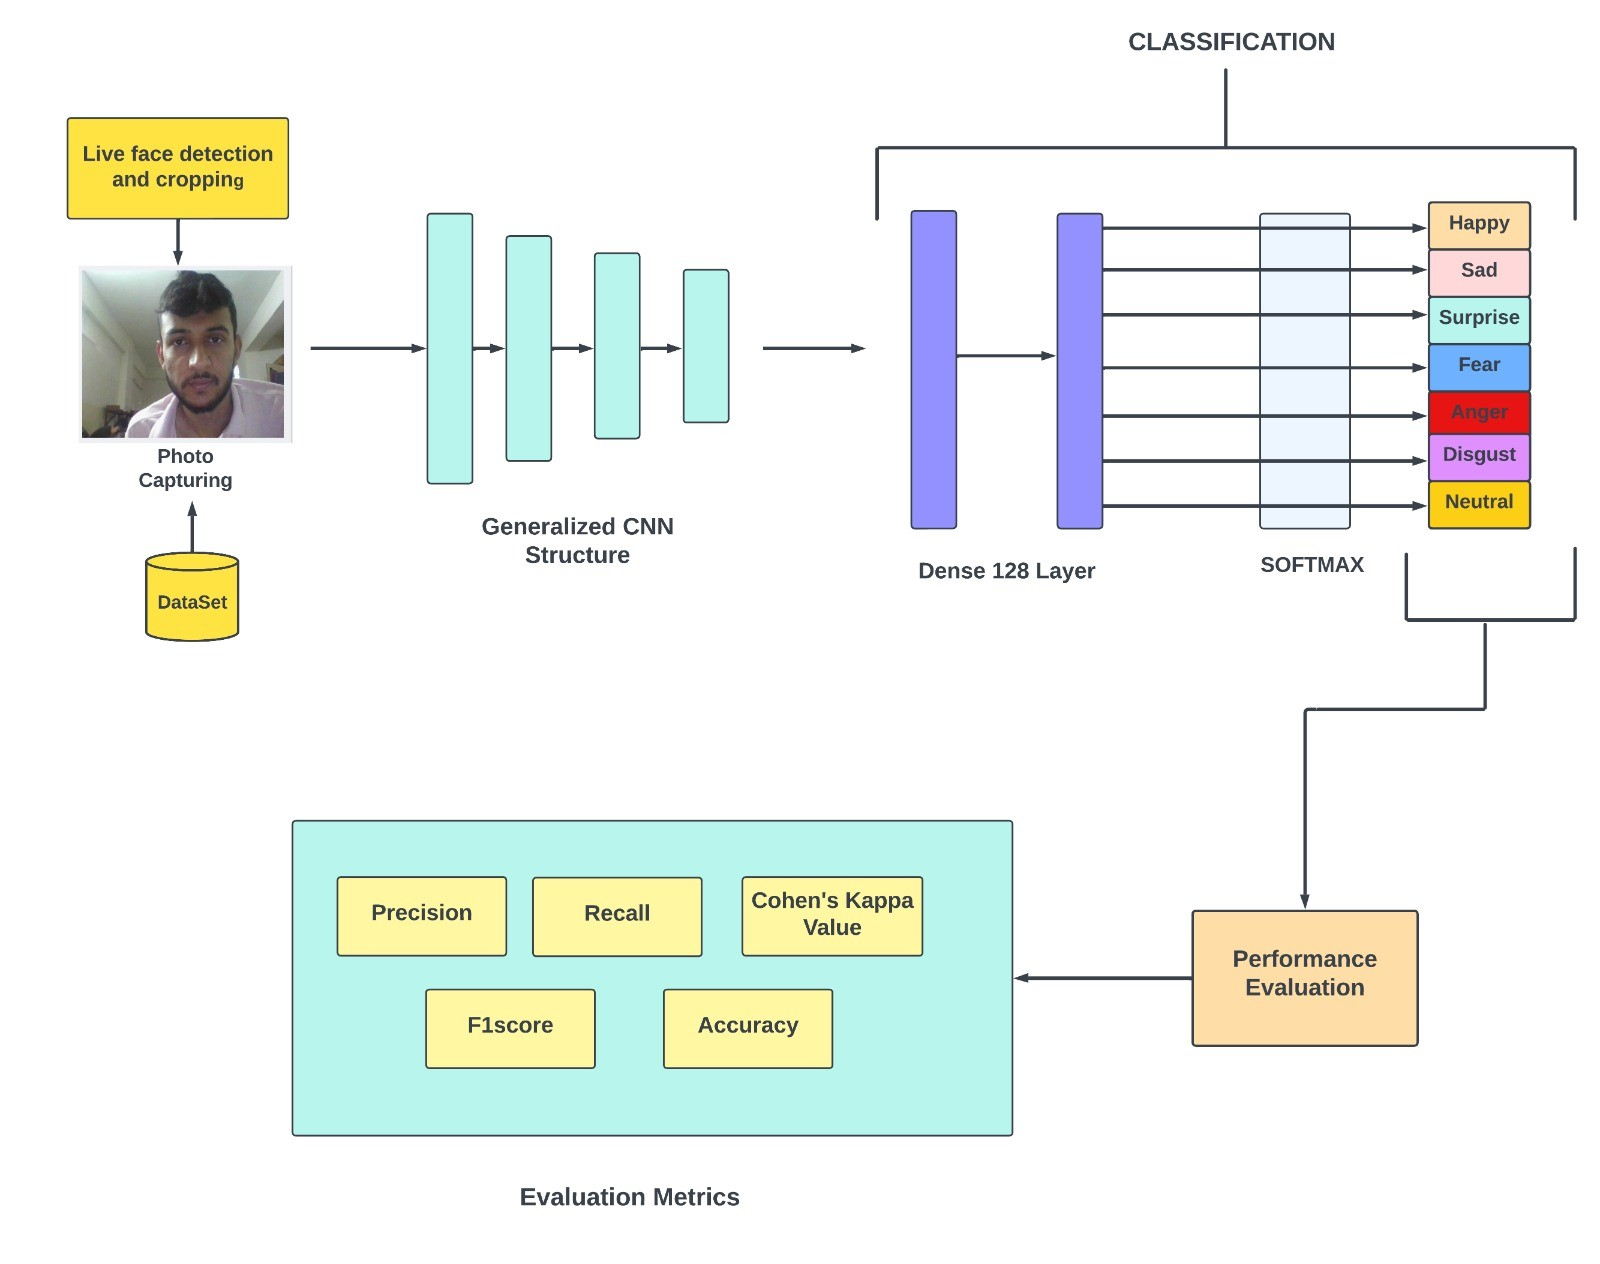 CLASSIFICATION
Live face detection
and cropping
Photo
Capturing
DataSet
Generalized CNN
Structure
Dense 128 Layer
SOFTMAX
Happy
Sad
Surprise
Fear
Anger
Disgust
Neutral
Performance
Evaluation
Precision
Recall
Cohen's Kappa
Value
F1score
Accuracy
Evaluation Metrics